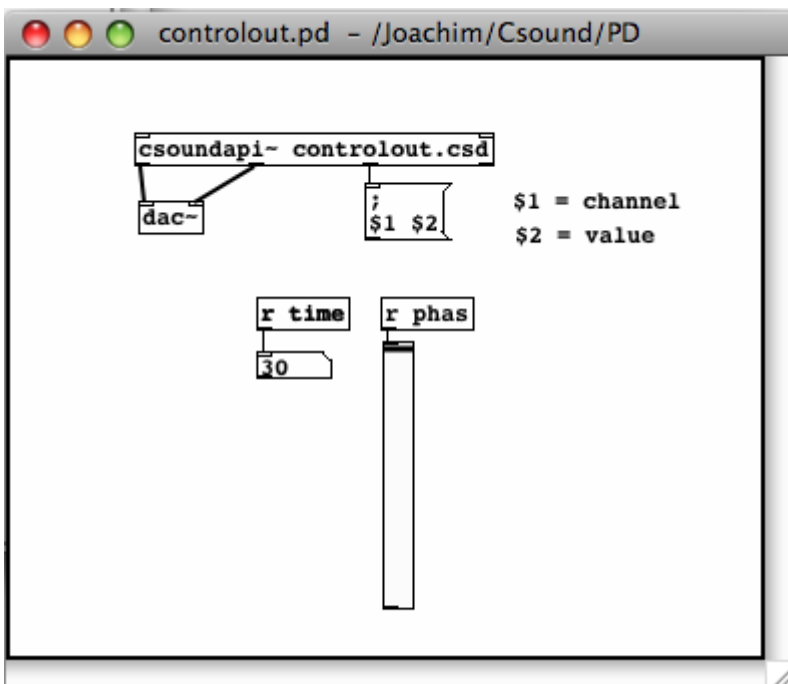 controlout.pd – /Joachim/Csound/PD
csoundapi~ controlout.csd
dac~
;
$1 $2
$1 = channel
$2 = value
r time
r phas
30